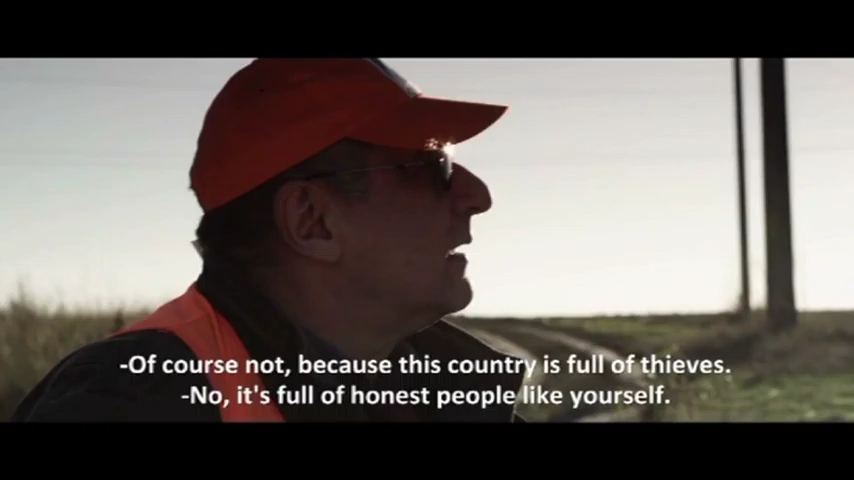 -Of course not, because this country is full of thieves.
-No, it's full of honest people like yourself.